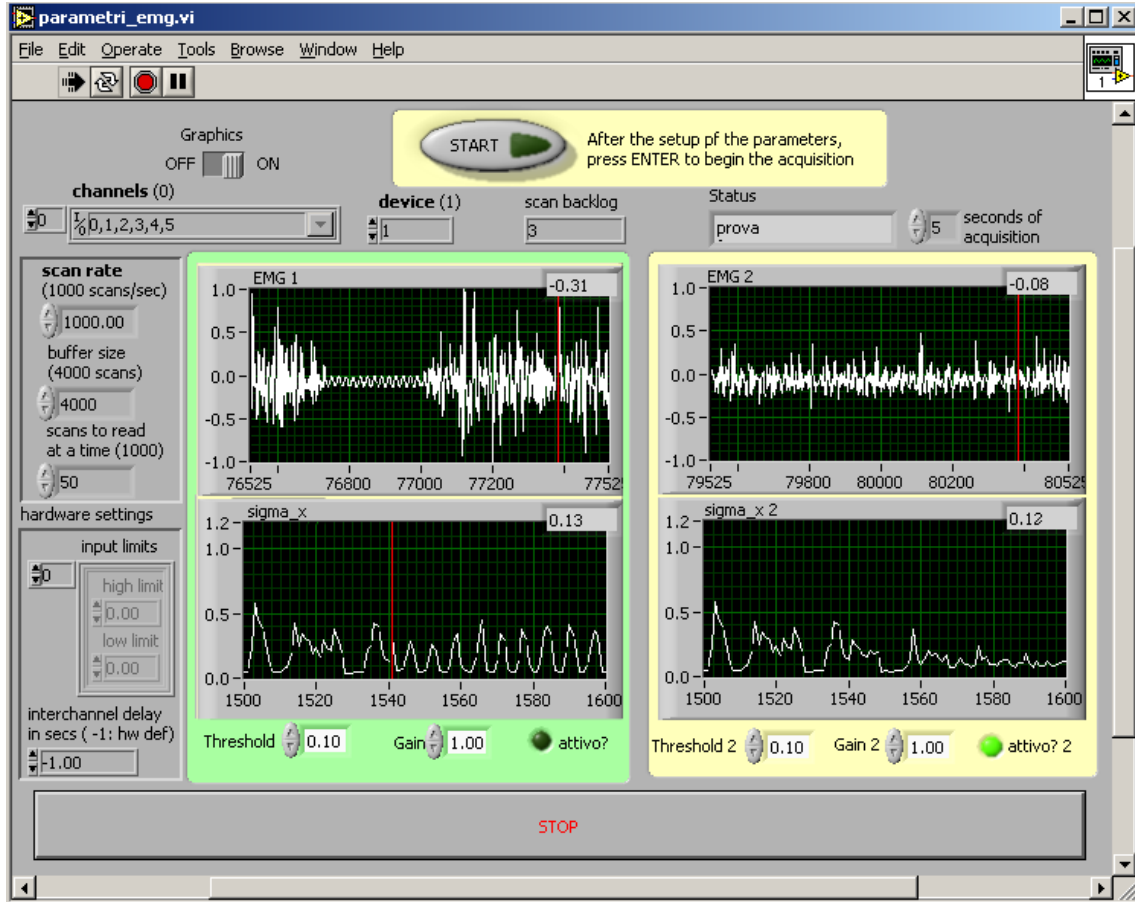 parametri_emg.vi
File Edit Operate Tools Browse Window Help
1
Graphics
OFF ON
START
After the setup pf the parameters,
press ENTER to begin the acquisition
channels (0)
0 0,1,2,3,4,5
device (1)
1
scan backlog
3
Status
prova
5 seconds of
acquisition
scan rate
(1000 scans/sec)
1000.00
buffer size
(4000 scans)
4000
scans to read
at a time (1000)
50
hardware settings
input limits
0
high limit
0.00
low limit
0.00
interchannel delay
in secs ( -1: hw def)
-1.00
EMG 1
-0.31
1.0
0.5
0.0
-0.5
-1.0
76525 76800 77000 77200 7752
sigma_x
0.13
1.2
1.0
0.5
0.0
1500 1520 1540 1560 1580 1600
Threshold 0.10 Gain 1.00 attivo?
EMG 2
-0.08
1.0
0.5
0.0
-0.5
-1.0
79525 79800 80000 80200 80525
sigma_x 2
0.12
1.2
1.0
0.5
0.0
1500 1520 1540 1560 1580 1600
Threshold 2 0.10 Gain 2 1.00 attivo? 2
STOP